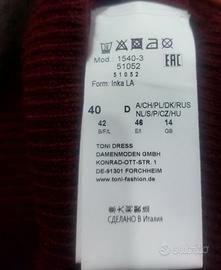 Mod. 1540-3
51052
51052
Form: Inka LA
EAC
40 D A/CH/PL/DK/RUS
NL/S/P/CZ/HU
42 46 14
B/F/L E/I GB
TONI DRESS
DAMENMODEN GMBH
KONRAD-OTT-STR. 1
DE-91301 FORCHHEIM
www.toni-fashion.de
СДЕЛАНО В Италия
subito